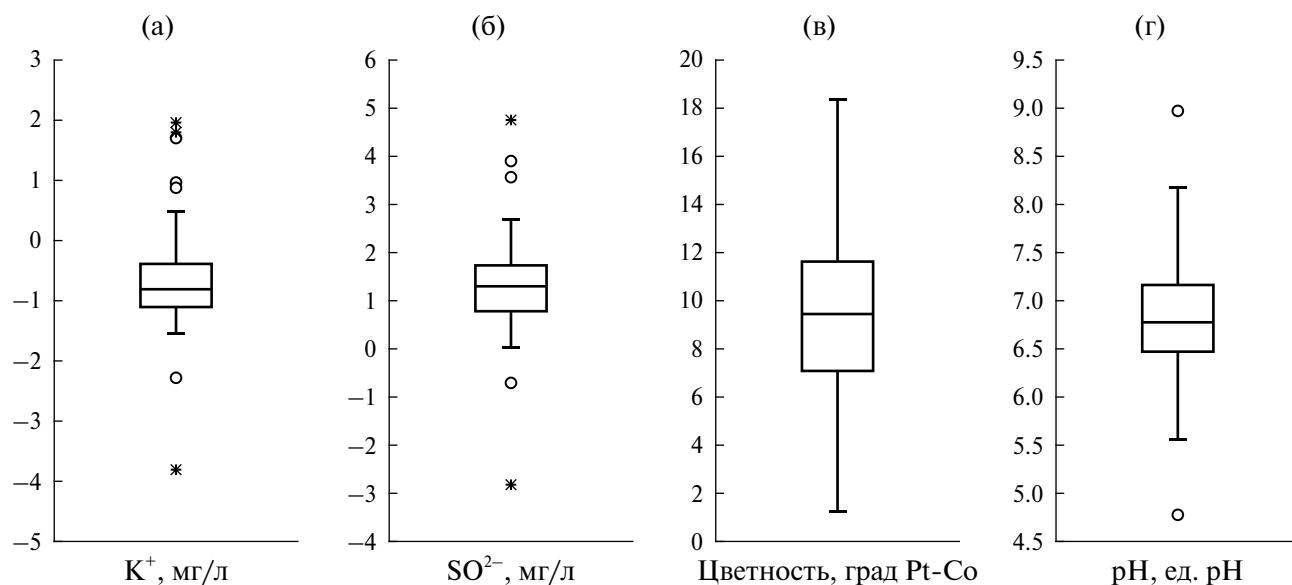 (а) (б) (в) (г)
3 6 20 9.5
2 5 18 9.0
1 4 16 8.5
0 3 14 8.0
−1 2 12 7.5
−2 1 10 7.0
−3 0 8 6.5
−4 −1 6 6.0
−5 −2 4 5.5
−3 2 5.0
−4 0 4.5
K⁺, мг/л SO²⁻, мг/л Цветность, град Pt-Co pH, ед. pH